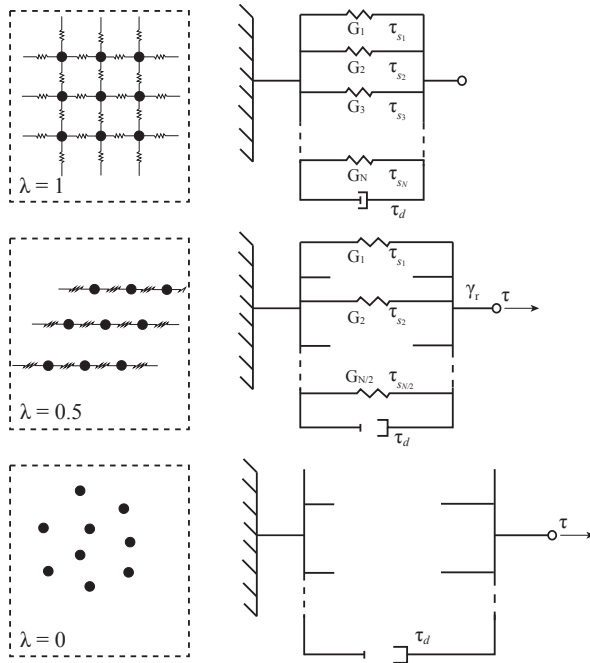 G1 τs1
G2 τs2
G3 τs3
GN τsN
τd
λ = 1
G1 τs1
γr τ
G2 τs2
GN/2 τsN/2
τd
λ = 0.5
τ
τd
λ = 0